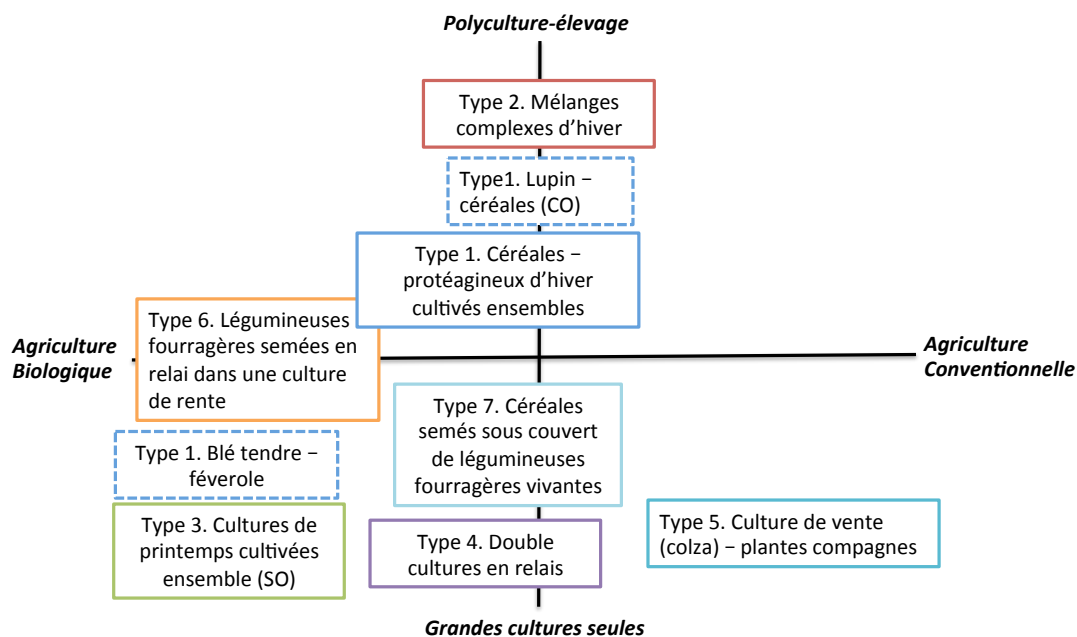 Polyculture-élevage
Type 2. Mélanges
complexes d’hiver
Type1. Lupin –
céréales (CO)
Type 1. Céréales –
protéagineux d’hiver
cultivés ensembles
Type 6. Légumineuses
fourragères semées en
relai dans une culture
de rente
Agriculture
Biologique
Agriculture
Conventionnelle
Type 7. Céréales
semés sous couvert
de légumineuses
fourragères vivantes
Type 1. Blé tendre –
féverole
Type 3. Cultures de
printemps cultivées
ensemble (SO)
Type 4. Double
cultures en relais
Type 5. Culture de vente
(colza) – plantes compagnes
Grandes cultures seules